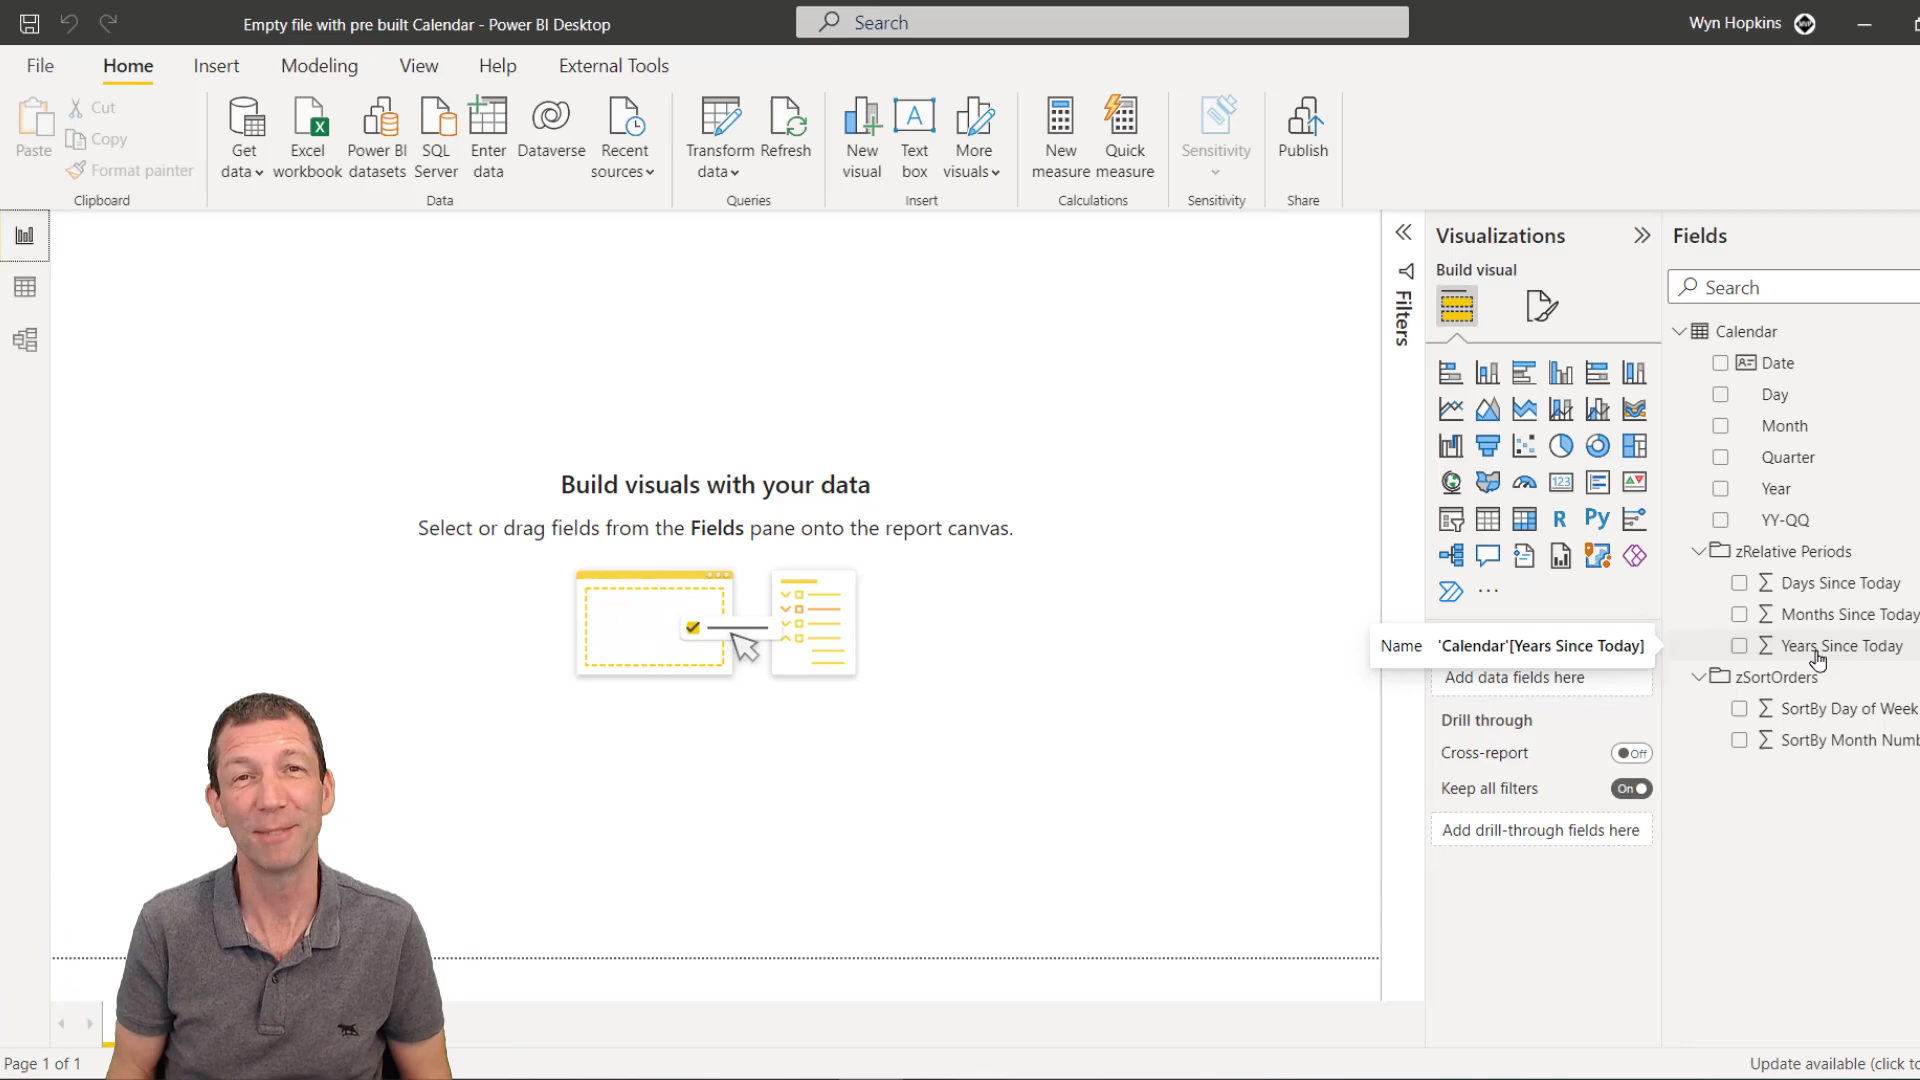 Empty file with pre built Calendar - Power BI Desktop
Search
Wyn Hopkins
File
Home
Insert
Modeling
View
Help
External Tools
Paste
Cut
Copy
Format painter
Clipboard
Get
data
Excel
workbook
Power BI
datasets
SQL
Server
Enter
data
Dataverse
Recent
sources
Data
Transform
data
Refresh
Queries
New
visual
Text
box
More
visuals
Insert
New
measure
Quick
measure
Calculations
Sensitivity
Sensitivity
Publish
Share
Build visuals with your data
Select or drag fields from the Fields pane onto the report canvas.
Filters
Visualizations
Build visual
123
R
Py
Name 'Calendar'[Years Since Today]
Add data fields here
Drill through
Cross-report
Off
Keep all filters
On
Add drill-through fields here
Fields
Search
Calendar
Date
Day
Month
Quarter
Year
YY-QQ
zRelative Periods
Days Since Today
Months Since Today
Years Since Today
zSortOrders
SortBy Day of Week
SortBy Month Numb
Page 1 of 1
Update available (click to